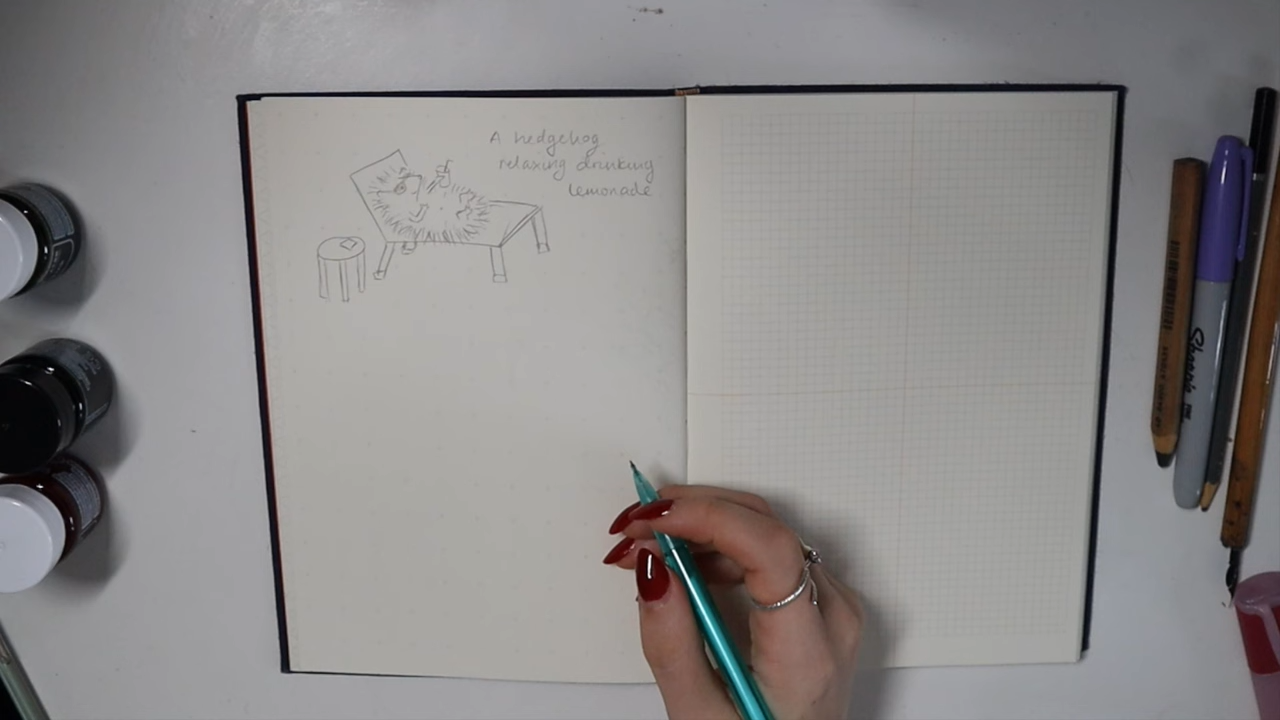 A hedgehog
relaxing drinking
lemonade
Sharpie